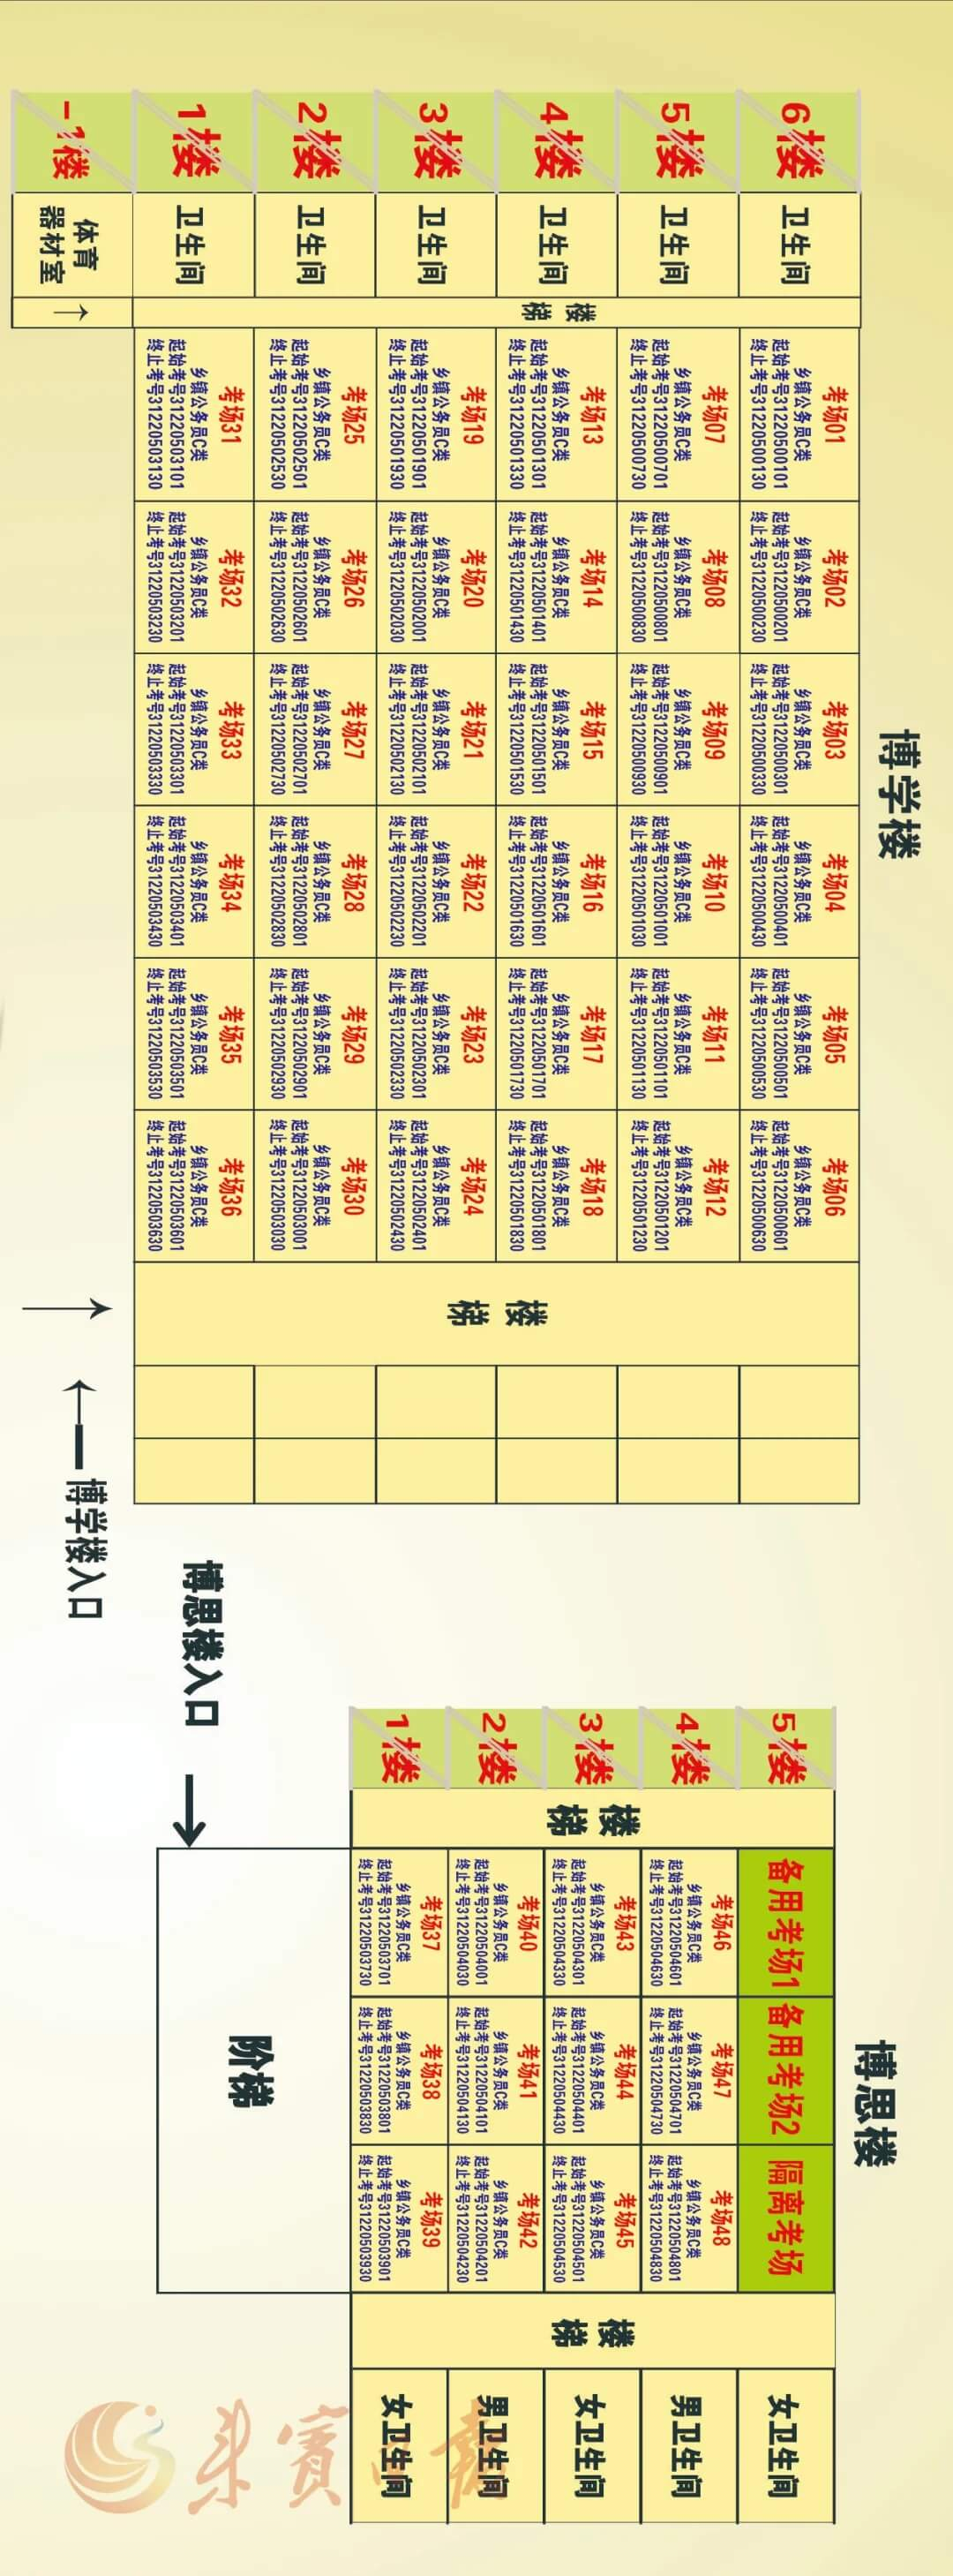 博学楼
6楼
卫生间
考场01
乡镇公务员C类
起始考号31220500101
终止考号31220500130
考场02
乡镇公务员C类
起始考号31220500201
终止考号31220500230
考场03
乡镇公务员C类
起始考号31220500301
终止考号31220500330
考场04
乡镇公务员C类
起始考号31220500401
终止考号31220500430
考场05
乡镇公务员C类
起始考号31220500501
终止考号31220500530
考场06
乡镇公务员C类
起始考号31220500601
终止考号31220500630
5楼
卫生间
考场07
乡镇公务员C类
起始考号31220500701
终止考号31220500730
考场08
乡镇公务员C类
起始考号31220500801
终止考号31220500830
考场09
乡镇公务员C类
起始考号31220500901
终止考号31220500930
考场10
乡镇公务员C类
起始考号31220501001
终止考号31220501030
考场11
乡镇公务员C类
起始考号31220501101
终止考号31220501130
考场12
乡镇公务员C类
起始考号31220501201
终止考号31220501230
4楼
卫生间
楼梯
考场13
乡镇公务员C类
起始考号31220501301
终止考号31220501330
考场14
乡镇公务员C类
起始考号31220501401
终止考号31220501430
考场15
乡镇公务员C类
起始考号31220501501
终止考号31220501530
考场16
乡镇公务员C类
起始考号31220501601
终止考号31220501630
考场17
乡镇公务员C类
起始考号31220501701
终止考号31220501730
考场18
乡镇公务员C类
起始考号31220501801
终止考号31220501830
楼梯
3楼
卫生间
考场19
乡镇公务员C类
起始考号31220501901
终止考号31220501930
考场20
乡镇公务员C类
起始考号31220502001
终止考号31220502030
考场21
乡镇公务员C类
起始考号31220502101
终止考号31220502130
考场22
乡镇公务员C类
起始考号31220502201
终止考号31220502230
考场23
乡镇公务员C类
起始考号31220502301
终止考号31220502330
考场24
乡镇公务员C类
起始考号31220502401
终止考号31220502430
2楼
卫生间
考场25
乡镇公务员C类
起始考号31220502501
终止考号31220502530
考场26
乡镇公务员C类
起始考号31220502601
终止考号31220502630
考场27
乡镇公务员C类
起始考号31220502701
终止考号31220502730
考场28
乡镇公务员C类
起始考号31220502801
终止考号31220502830
考场29
乡镇公务员C类
起始考号31220502901
终止考号31220502930
考场30
乡镇公务员C类
起始考号31220503001
终止考号31220503030
1楼
卫生间
考场31
乡镇公务员C类
起始考号31220503101
终止考号31220503130
考场32
乡镇公务员C类
起始考号31220503201
终止考号31220503230
考场33
乡镇公务员C类
起始考号31220503301
终止考号31220503330
考场34
乡镇公务员C类
起始考号31220503401
终止考号31220503430
考场35
乡镇公务员C类
起始考号31220503501
终止考号31220503530
考场36
乡镇公务员C类
起始考号31220503601
终止考号31220503630
-1楼
体育
器材室
博学楼入口
博思楼
5楼
备用考场1
备用考场2
隔离考场
女卫生间
4楼
考场46
乡镇公务员C类
起始考号31220504601
终止考号31220504630
考场47
乡镇公务员C类
起始考号31220504701
终止考号31220504730
考场48
乡镇公务员C类
起始考号31220504801
终止考号31220504830
男卫生间
3楼
楼梯
考场43
乡镇公务员C类
起始考号31220504301
终止考号31220504330
考场44
乡镇公务员C类
起始考号31220504401
终止考号31220504430
考场45
乡镇公务员C类
起始考号31220504501
终止考号31220504530
楼梯
女卫生间
2楼
考场40
乡镇公务员C类
起始考号31220504001
终止考号31220504030
考场41
乡镇公务员C类
起始考号31220504101
终止考号31220504130
考场42
乡镇公务员C类
起始考号31220504201
终止考号31220504230
男卫生间
1楼
考场37
乡镇公务员C类
起始考号31220503701
终止考号31220503730
考场38
乡镇公务员C类
起始考号31220503801
终止考号31220503830
考场39
乡镇公务员C类
起始考号31220503901
终止考号31220503930
女卫生间
博思楼入口
阶梯
来賓日報